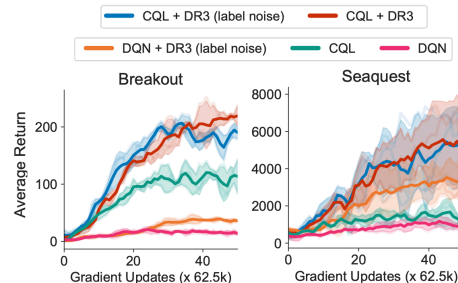 CQL + DR3 (label noise) CQL + DR3
DQN + DR3 (label noise) CQL DQN
Breakout Seaquest
Average Return
200
100
0
0 20 40
Gradient Updates (x 62.5k)
8000
6000
4000
2000
0
0 20 40
Gradient Updates (x 62.5k)